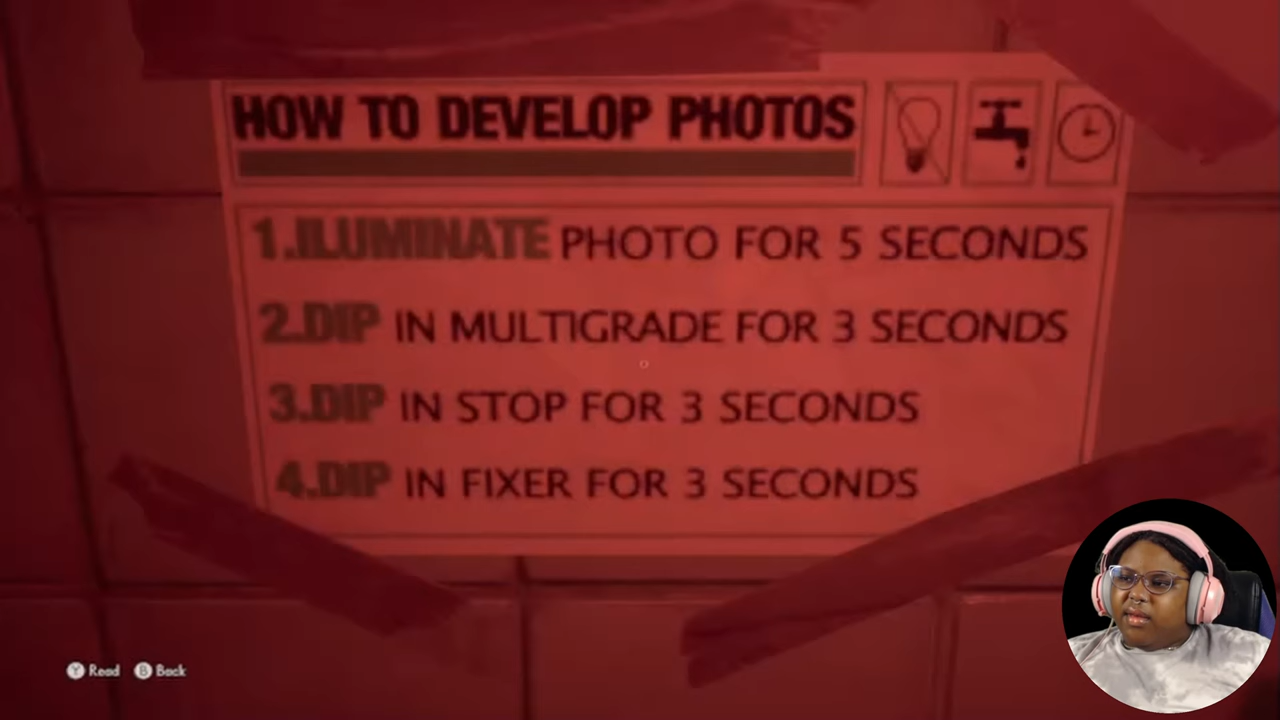 HOW TO DEVELOP PHOTOS
1.ILUMINATE PHOTO FOR 5 SECONDS
2.DIP IN MULTIGRADE FOR 3 SECONDS
3.DIP IN STOP FOR 3 SECONDS
4.DIP IN FIXER FOR 3 SECONDS
Y Read B Back